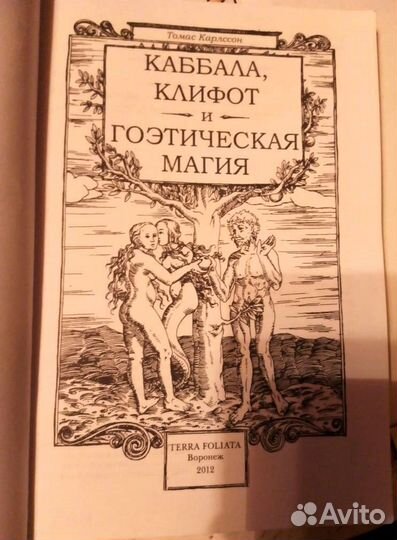 Томас Карлссон
КАББАЛА,
КЛИФОТ
И
ГОЭТИЧЕСКАЯ
МАГИЯ
TERRA FOLIATA
Воронеж
2012
Avito